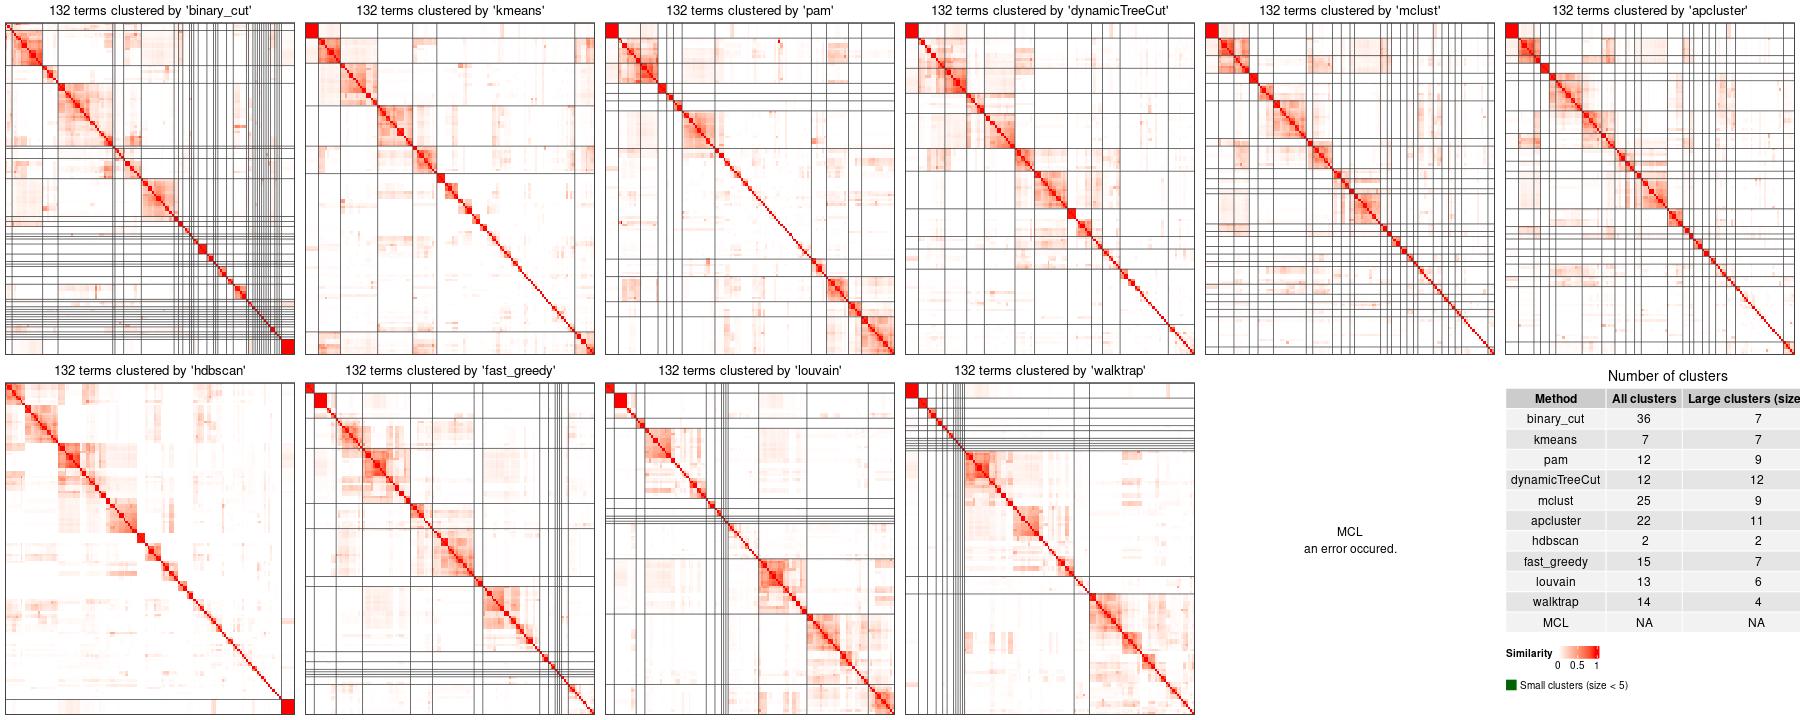 132 terms clustered by 'binary_cut'
132 terms clustered by 'kmeans'
132 terms clustered by 'pam'
132 terms clustered by 'dynamicTreeCut'
132 terms clustered by 'mclust'
132 terms clustered by 'apcluster'
132 terms clustered by 'hdbscan'
132 terms clustered by 'fast_greedy'
132 terms clustered by 'louvain'
132 terms clustered by 'walktrap'
MCL
an error occured.
Number of clusters
Method All clusters Large clusters (size
binary_cut 36 7
kmeans 7 7
pam 12 9
dynamicTreeCut 12 12
mclust 25 9
apcluster 22 11
hdbscan 2 2
fast_greedy 15 7
louvain 13 6
walktrap 14 4
MCL NA NA
Similarity
0 0.5 1
Small clusters (size < 5)